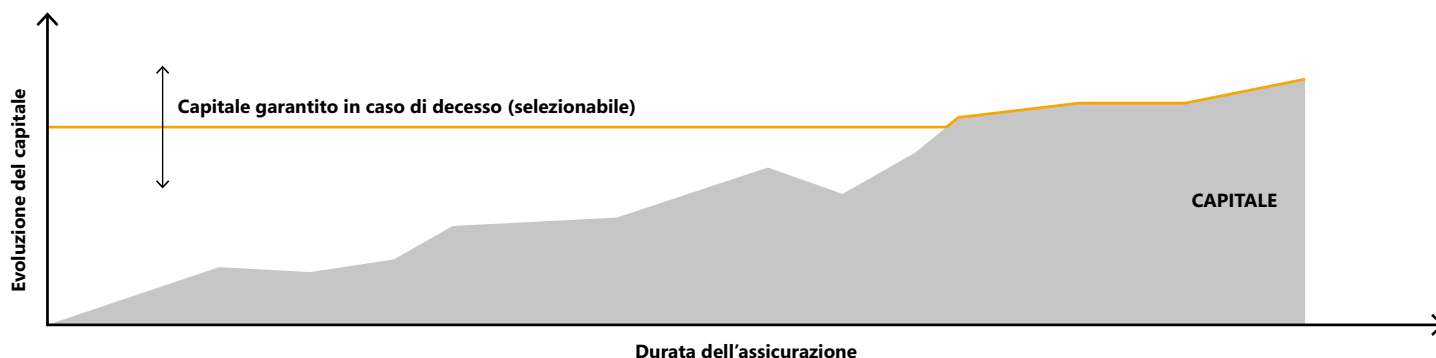 Evoluzione del capitale
Capitale garantito in caso di decesso (selezionabile)
CAPITALE
Durata dell'assicurazione